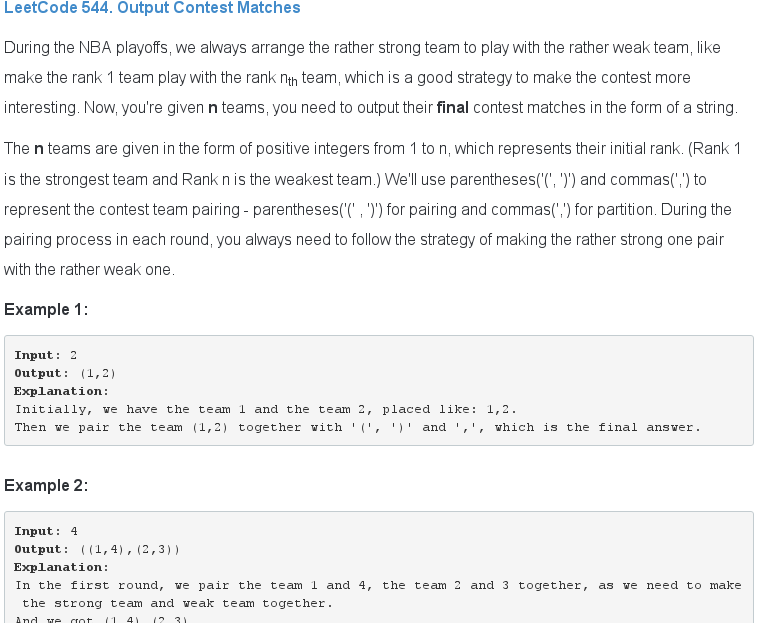 LeetCode 544. Output Contest Matches
During the NBA playoffs, we always arrange the rather strong team to play with the rather weak team, like
make the rank 1 team play with the rank nth team, which is a good strategy to make the contest more
interesting. Now, you're given n teams, you need to output their final contest matches in the form of a string.
The n teams are given in the form of positive integers from 1 to n, which represents their initial rank. (Rank 1
is the strongest team and Rank n is the weakest team.) We'll use parentheses('(', ')') and commas(',') to
represent the contest team pairing - parentheses('(' , ')') for pairing and commas(',') for partition. During the
pairing process in each round, you always need to follow the strategy of making the rather strong one pair
with the rather weak one.
Example 1:
Input: 2
Output: (1,2)
Explanation:
Initially, we have the team 1 and the team 2, placed like: 1,2.
Then we pair the team (1,2) together with '(', ')' and ',', which is the final answer.
Example 2:
Input: 4
Output: ((1,4),(2,3))
Explanation:
In the first round, we pair the team 1 and 4, the team 2 and 3 together, as we need to make
the strong team and weak team together.
And we got (1,4),(2,3)